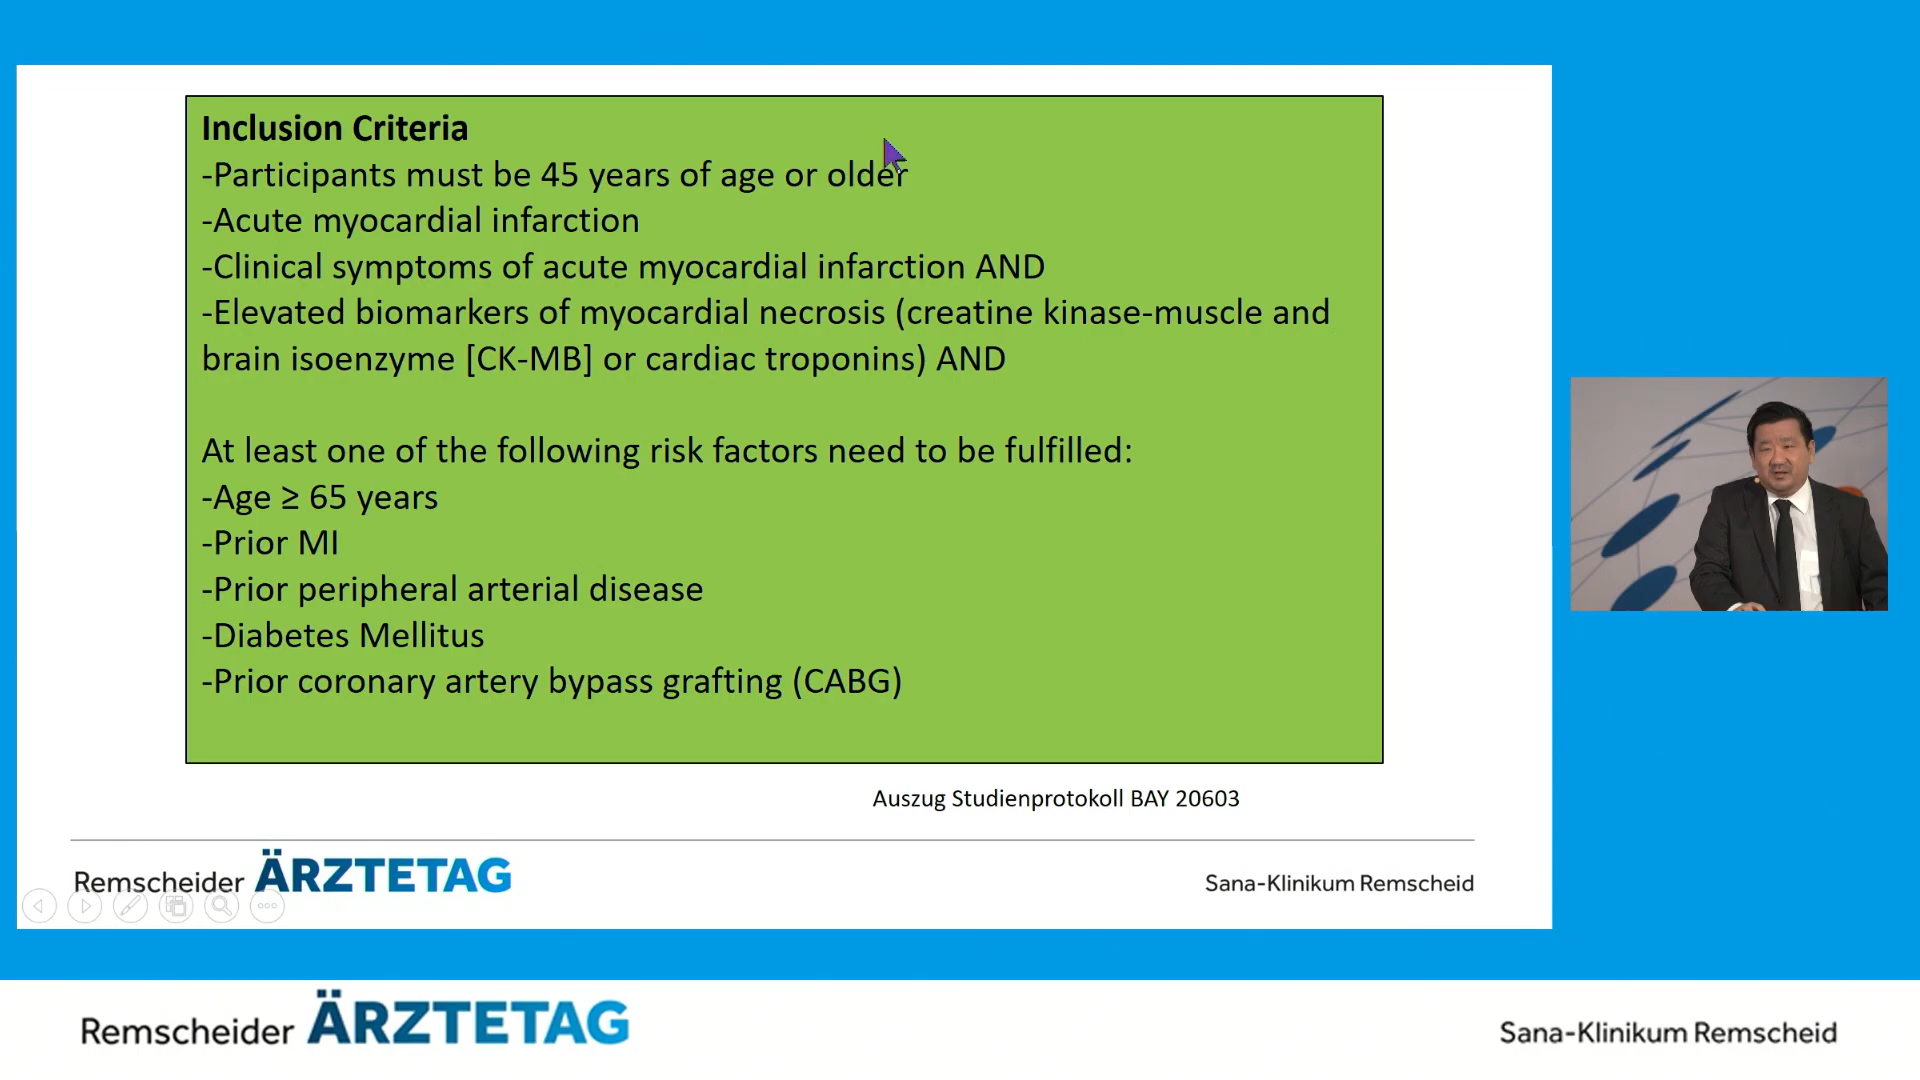 Inclusion Criteria
-Participants must be 45 years of age or older
-Acute myocardial infarction
-Clinical symptoms of acute myocardial infarction AND
-Elevated biomarkers of myocardial necrosis (creatine kinase-muscle and
brain isoenzyme [CK-MB] or cardiac troponins) AND
At least one of the following risk factors need to be fulfilled:
-Age ≥ 65 years
-Prior MI
-Prior peripheral arterial disease
-Diabetes Mellitus
-Prior coronary artery bypass grafting (CABG)
Auszug Studienprotokoll BAY 20603
Remscheider ÄRZTETAG
Sana-Klinikum Remscheid
Remscheider ÄRZTETAG
Sana-Klinikum Remscheid